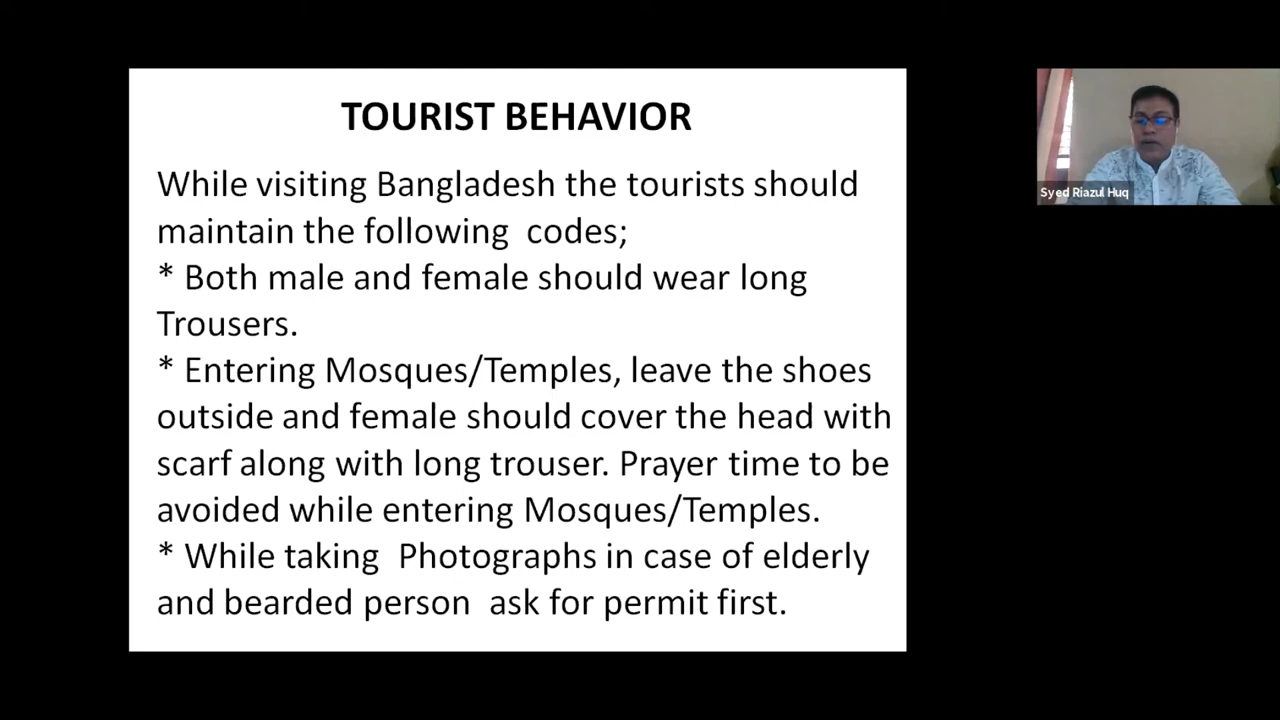 TOURIST BEHAVIOR
While visiting Bangladesh the tourists should
maintain the following  codes;
* Both male and female should wear long
Trousers.
* Entering Mosques/Temples, leave the shoes
outside and female should cover the head with
scarf along with long trouser. Prayer time to be
avoided while entering Mosques/Temples.
* While taking  Photographs in case of elderly
and bearded person  ask for permit first.
Syed Riazul Huq